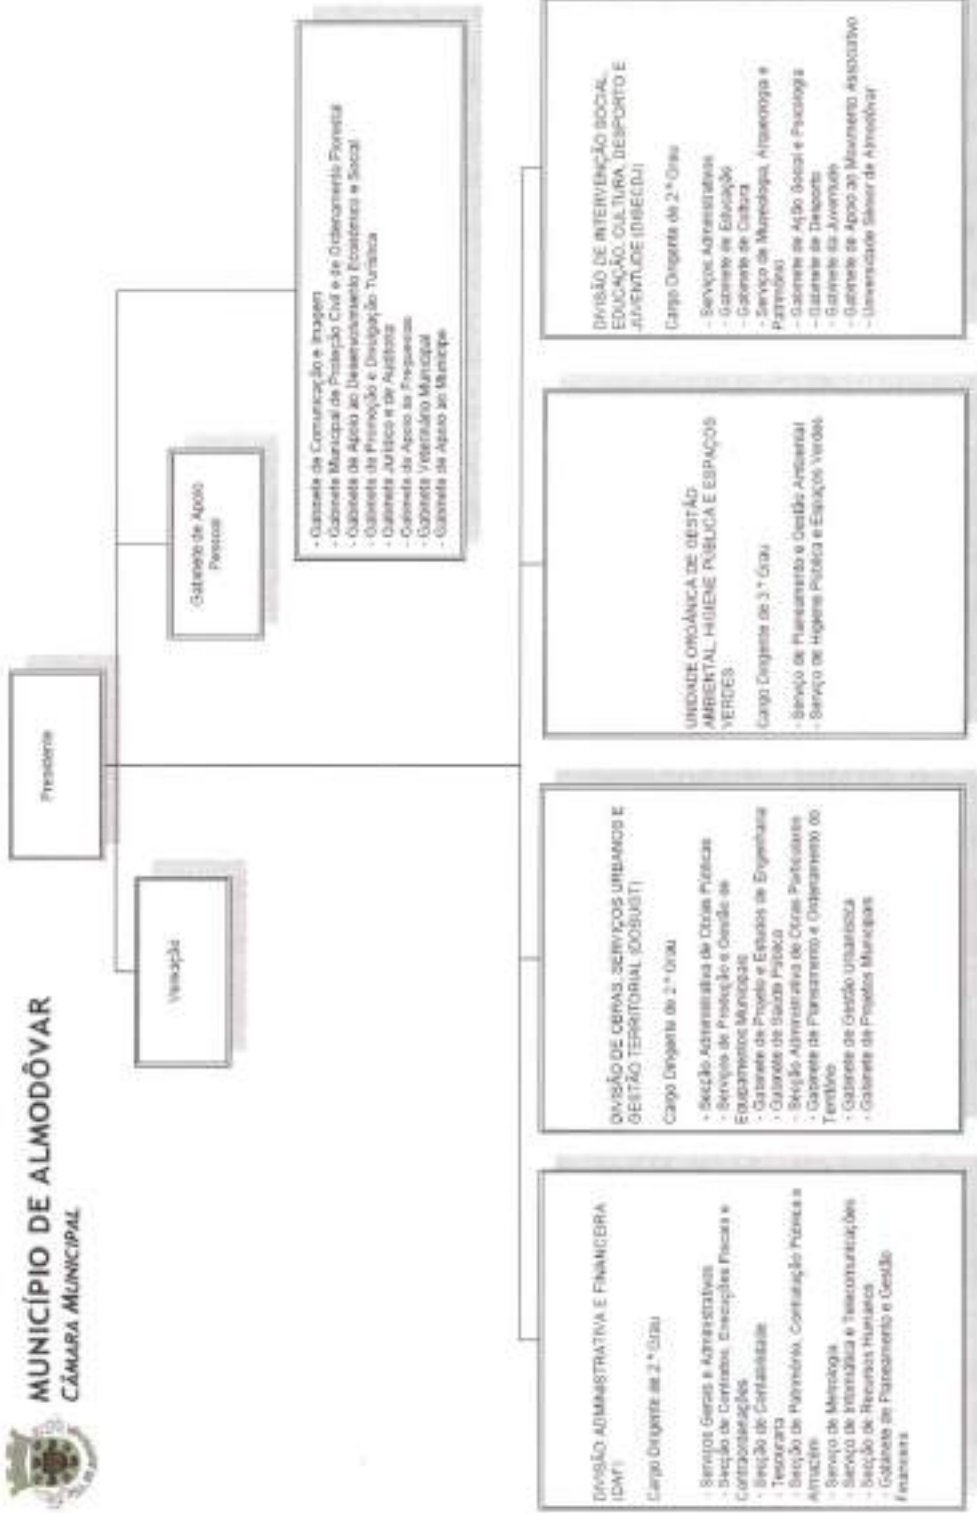 MUNICÍPIO DE ALMODÔVAR
CÂMARA MUNICIPAL
Presidente
Vereação
Gabinete de Apoio
Pessoal
- Gabinete de Comunicação e Imagem
- Gabinete Municipal de Proteção Civil e de Ordenamento Florestal
- Gabinete de Apoio ao Desenvolvimento Económico e Social
- Gabinete de Promoção e Divulgação Turística
- Gabinete Jurídico e de Auditoria
- Gabinete de Apoio às Freguesias
- Gabinete Veterinário Municipal
- Gabinete de Apoio ao Munícipe
DIVISÃO ADMINISTRATIVA E FINANCEIRA
(DAF)
Cargo Dirigente de 2.º Grau
- Serviços Gerais e Administrativos
- Secção de Contratos, Execuções Fiscais e
Contraordenações
- Secção de Contabilidade
- Tesouraria
- Secção de Património, Contratação Pública e
Armazém
- Serviço de Metrologia
- Serviço de Informática e Telecomunicações
- Secção de Recursos Humanos
- Gabinete de Planeamento e Gestão
Financeira
DIVISÃO DE OBRAS, SERVIÇOS URBANOS E
GESTÃO TERRITORIAL (DOSUGT)
Cargo Dirigente de 2.º Grau
- Secção Administrativa de Obras Públicas
- Serviços de Produção e Gestão de
Equipamentos Municipais
- Gabinete de Projeto e Estudos de Engenharia
- Gabinete de Saúde Pública
- Secção Administrativa de Obras Particulares
- Gabinete de Planeamento e Ordenamento do
Território
- Gabinete de Gestão Urbanística
- Gabinete de Projetos Municipais
UNIDADE ORGÂNICA DE GESTÃO
AMBIENTAL, HIGIENE PÚBLICA E ESPAÇOS
VERDES
Cargo Dirigente de 3.º Grau
- Serviço de Planeamento e Gestão Ambiental
- Serviço de Higiene Pública e Espaços Verdes
DIVISÃO DE INTERVENÇÃO SOCIAL,
EDUCAÇÃO, CULTURA, DESPORTO E
JUVENTUDE (DISECDJ)
Cargo Dirigente de 2.º Grau
- Serviços Administrativos
- Gabinete de Educação
- Gabinete de Cultura
- Serviço de Museologia, Arqueologia e
Património
- Gabinete de Ação Social e Psicologia
- Gabinete de Desporto
- Gabinete da Juventude
- Gabinete de Apoio ao Movimento Associativo
- Universidade Sénior de Almodôvar